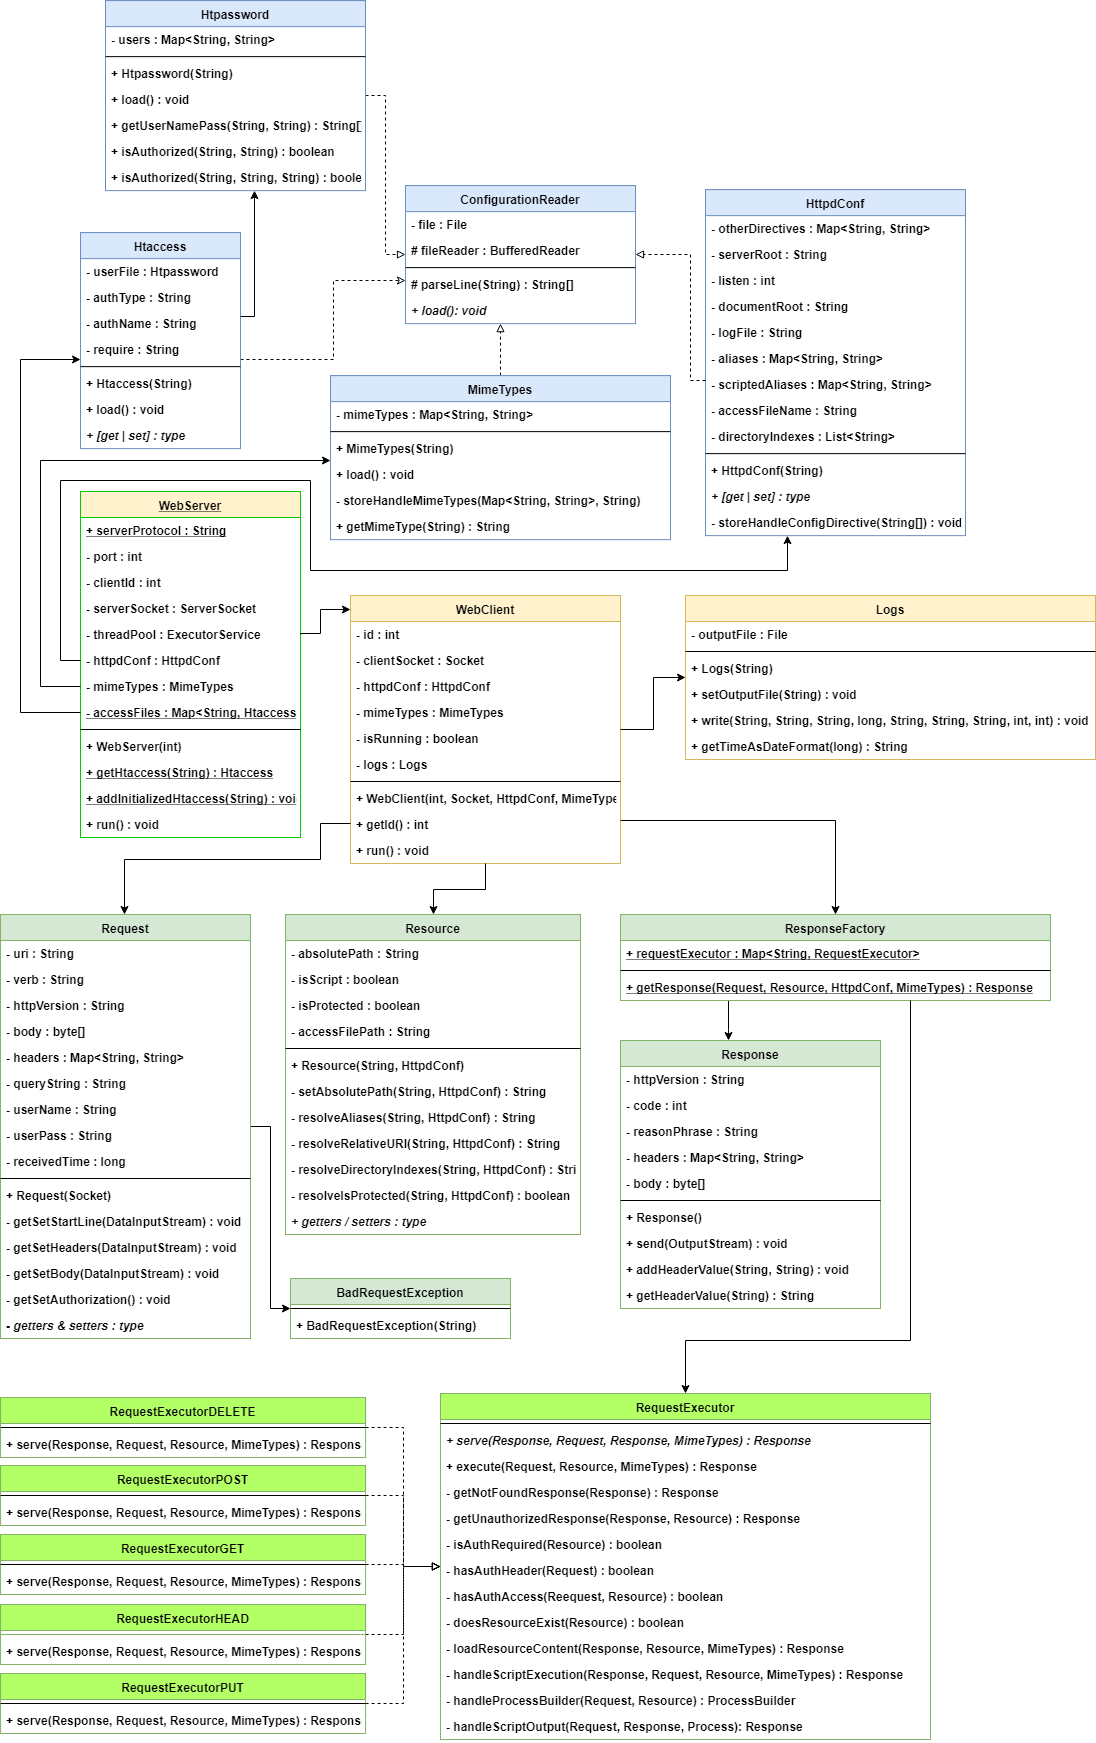 Htpassword
- users : Map<String, String>
+ Htpassword(String)
+ load() : void
+ getUserNamePass(String, String) : String[
+ isAuthorized(String, String) : boolean
+ isAuthorized(String, String, String) : boole
ConfigurationReader
- file : File
# fileReader : BufferedReader
# parseLine(String) : String[]
+ load(): void
HttpdConf
- otherDirectives : Map<String, String>
- serverRoot : String
- listen : int
- documentRoot : String
- logFile : String
- aliases : Map<String, String>
- scriptedAliases : Map<String, String>
- accessFileName : String
- directoryIndexes : List<String>
+ HttpdConf(String)
+ [get | set] : type
- storeHandleConfigDirective(String[]) : void
Htaccess
- userFile : Htpassword
- authType : String
- authName : String
- require : String
+ Htaccess(String)
+ load() : void
+ [get | set] : type
MimeTypes
- mimeTypes : Map<String, String>
+ MimeTypes(String)
+ load() : void
- storeHandleMimeTypes(Map<String, String>, String)
+ getMimeType(String) : String
WebServer
+ serverProtocol : String
- port : int
- clientId : int
- serverSocket : ServerSocket
- threadPool : ExecutorService
- httpdConf : HttpdConf
- mimeTypes : MimeTypes
- accessFiles : Map<String, Htaccess
+ WebServer(int)
+ getHtaccess(String) : Htaccess
+ addInitializedHtaccess(String) : voi
+ run() : void
WebClient
- id : int
- clientSocket : Socket
- httpdConf : HttpdConf
- mimeTypes : MimeTypes
- isRunning : boolean
- logs : Logs
+ WebClient(int, Socket, HttpdConf, MimeType
+ getId() : int
+ run() : void
Logs
- outputFile : File
+ Logs(String)
+ setOutputFile(String) : void
+ write(String, String, String, long, String, String, String, int, int) : void
+ getTimeAsDateFormat(long) : String
Request
- uri : String
- verb : String
- httpVersion : String
- body : byte[]
- headers : Map<String, String>
- queryString : String
- userName : String
- userPass : String
- receivedTime : long
+ Request(Socket)
- getSetStartLine(DataInputStream) : void
- getSetHeaders(DataInputStream) : void
- getSetBody(DataInputStream) : void
- getSetAuthorization() : void
- getters & setters : type
Resource
- absolutePath : String
- isScript : boolean
- isProtected : boolean
- accessFilePath : String
+ Resource(String, HttpdConf)
- setAbsolutePath(String, HttpdConf) : String
- resolveAliases(String, HttpdConf) : String
- resolveRelativeURI(String, HttpdConf) : String
- resolveDirectoryIndexes(String, HttpdConf) : Stri
- resolveIsProtected(String, HttpdConf) : boolean
+ getters / setters : type
ResponseFactory
+ requestExecutor : Map<String, RequestExecutor>
+ getResponse(Request, Resource, HttpdConf, MimeTypes) : Response
Response
- httpVersion : String
- code : int
- reasonPhrase : String
- headers : Map<String, String>
- body : byte[]
+ Response()
+ send(OutputStream) : void
+ addHeaderValue(String, String) : void
+ getHeaderValue(String) : String
BadRequestException
+ BadRequestException(String)
RequestExecutorDELETE
+ serve(Response, Request, Resource, MimeTypes) : Respons
RequestExecutorPOST
+ serve(Response, Request, Resource, MimeTypes) : Respons
RequestExecutorGET
+ serve(Response, Request, Resource, MimeTypes) : Respons
RequestExecutorHEAD
+ serve(Response, Request, Resource, MimeTypes) : Respons
RequestExecutorPUT
+ serve(Response, Request, Resource, MimeTypes) : Respons
RequestExecutor
+ serve(Response, Request, Response, MimeTypes) : Response
+ execute(Request, Resource, MimeTypes) : Response
- getNotFoundResponse(Response) : Response
- getUnauthorizedResponse(Response, Resource) : Response
- isAuthRequired(Resource) : boolean
- hasAuthHeader(Request) : boolean
- hasAuthAccess(Reequest, Resource) : boolean
- doesResourceExist(Resource) : boolean
- loadResourceContent(Response, Resource, MimeTypes) : Response
- handleScriptExecution(Response, Request, Resource, MimeTypes) : Response
- handleProcessBuilder(Request, Resource) : ProcessBuilder
- handleScriptOutput(Request, Response, Process): Response